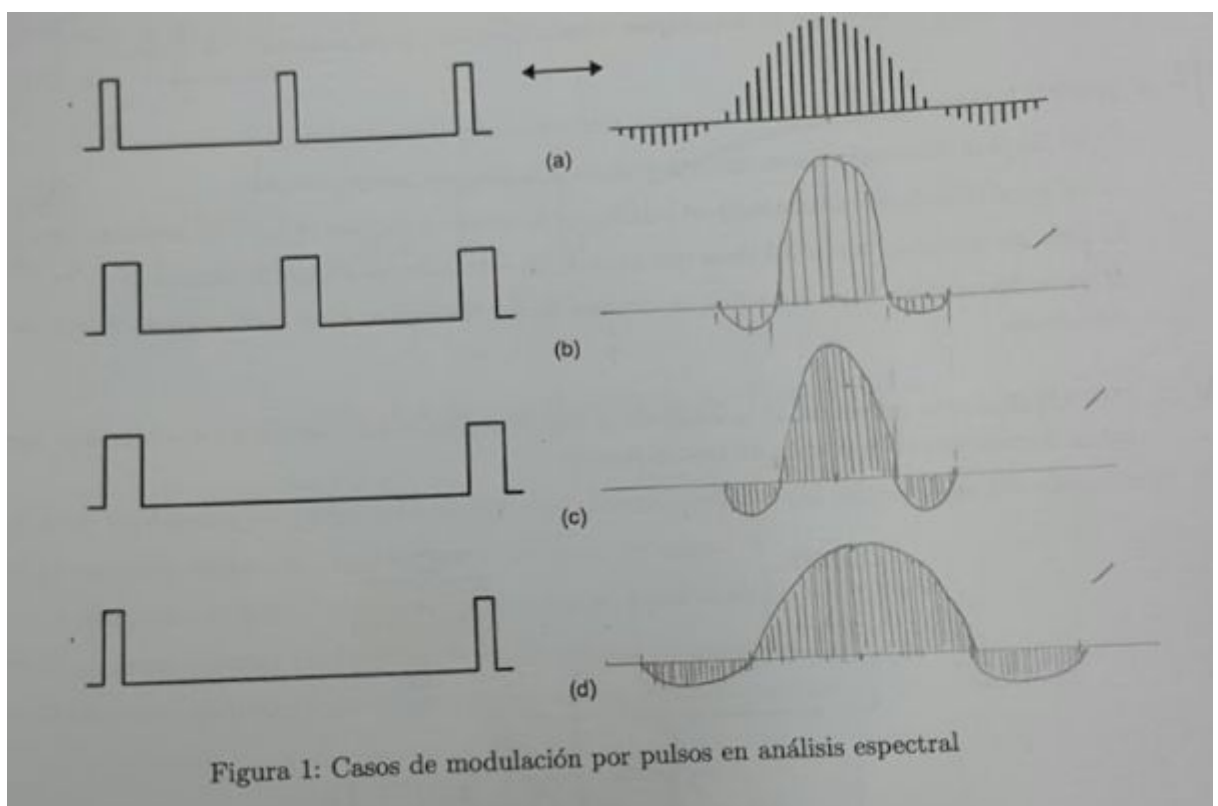 (a)
(b)
(c)
(d)
Figura 1: Casos de modulación por pulsos en análisis espectral